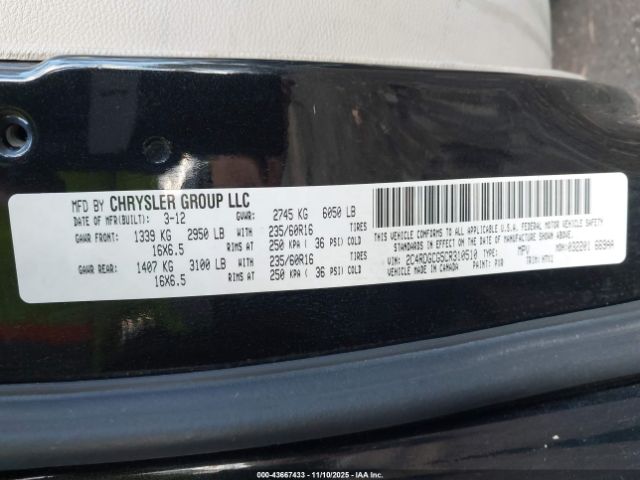 MFD BY CHRYSLER GROUP LLC
DATE OF MFR(BUILT): 3-12 GVWR: 2745 KG 6050 LB
GAWR FRONT: 1339 KG 2950 LB WITH 235/60R16 TIRES
16X6.5 RIMS AT 250 KPA ( 36 PSI) COLD
GAWR REAR: 1407 KG 3100 LB WITH 235/60R16 TIRES
16X6.5 RIMS AT 250 KPA ( 36 PSI) COLD
THIS VEHICLE CONFORMS TO ALL APPLICABLE U.S.A. FEDERAL MOTOR VEHICLE SAFETY
STANDARDS IN EFFECT ON THE DATE OF MANUFACTURE SHOWN ABOVE.
VIN: 2C4RDGCG5CR310510 TYPE: MPV MDH: 032201
MADE IN CANADA PAINT: TRIM:
000-43667433 - 11/10/2025 - IAA Inc.